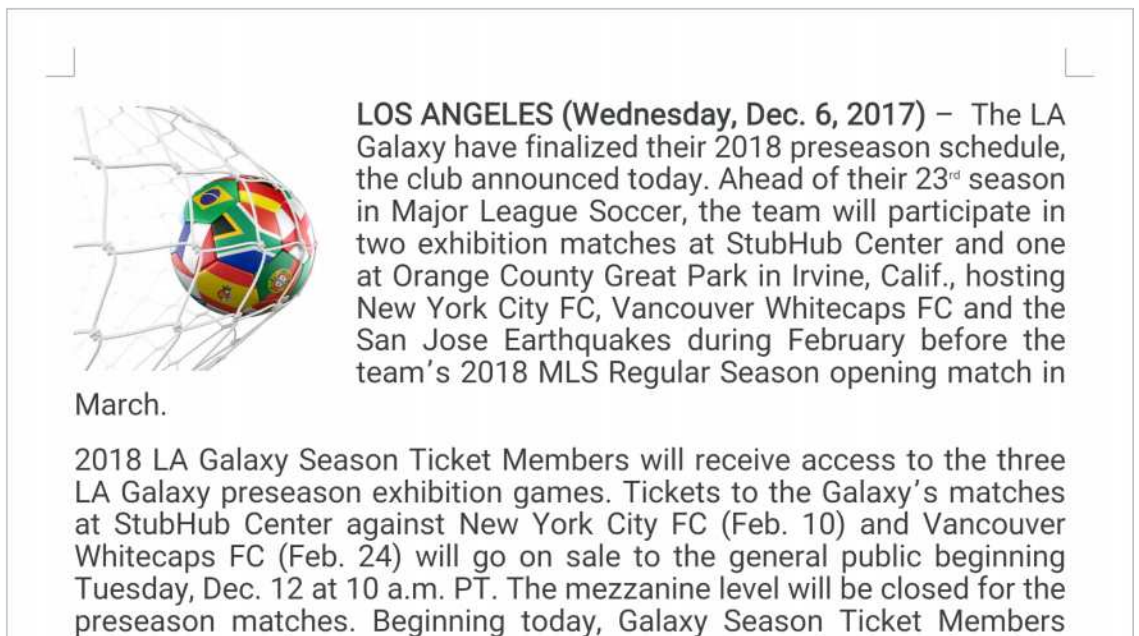 LOS ANGELES (Wednesday, Dec. 6, 2017) – The LA
Galaxy have finalized their 2018 preseason schedule,
the club announced today. Ahead of their 23rd season
in Major League Soccer, the team will participate in
two exhibition matches at StubHub Center and one
at Orange County Great Park in Irvine, Calif., hosting
New York City FC, Vancouver Whitecaps FC and the
San Jose Earthquakes during February before the
team's 2018 MLS Regular Season opening match in
March.
2018 LA Galaxy Season Ticket Members will receive access to the three
LA Galaxy preseason exhibition games. Tickets to the Galaxy's matches
at StubHub Center against New York City FC (Feb. 10) and Vancouver
Whitecaps FC (Feb. 24) will go on sale to the general public beginning
Tuesday, Dec. 12 at 10 a.m. PT. The mezzanine level will be closed for the
preseason matches. Beginning today, Galaxy Season Ticket Members